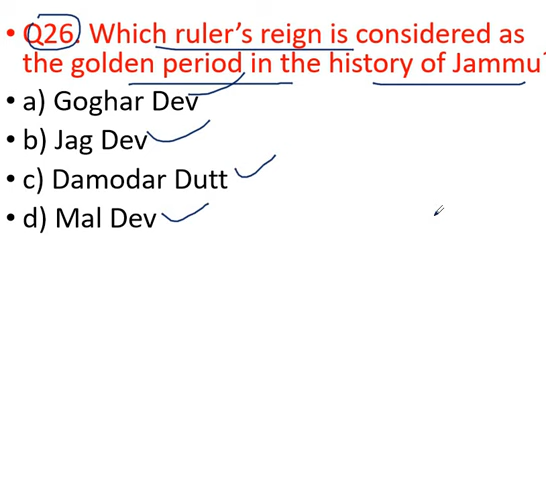 • Q26. Which ruler's reign is considered as
the golden period in the history of Jammu?
• a) Goghar Dev
• b) Jag Dev
• c) Damodar Dutt
• d) Mal Dev